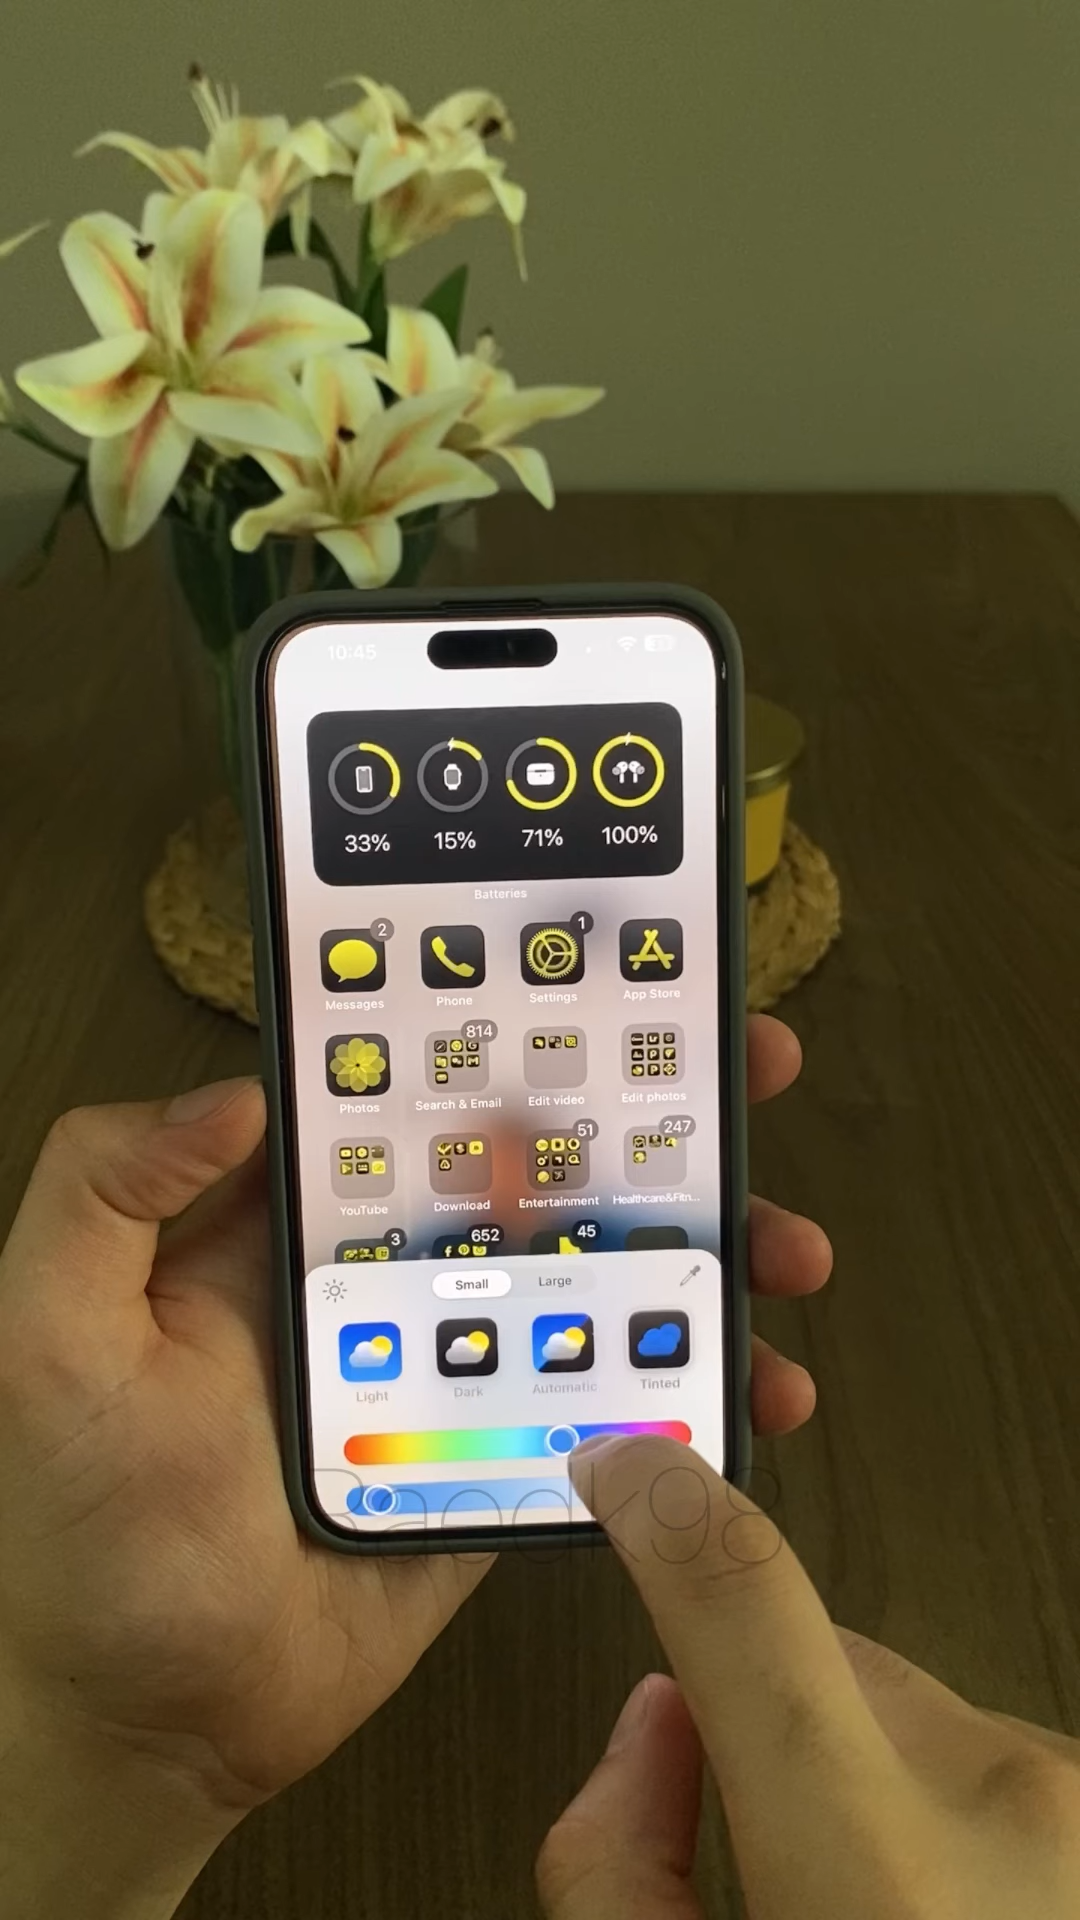 10:45
33% 15% 71% 100%
Batteries
2 1
Messages Phone Settings App Store
814
Photos Search & Email Edit video Edit photos
51 247
YouTube Download Entertainment Healthcare&Fitn...
3 652 45
Small Large
Light Dark Automatic Tinted
Baodk98